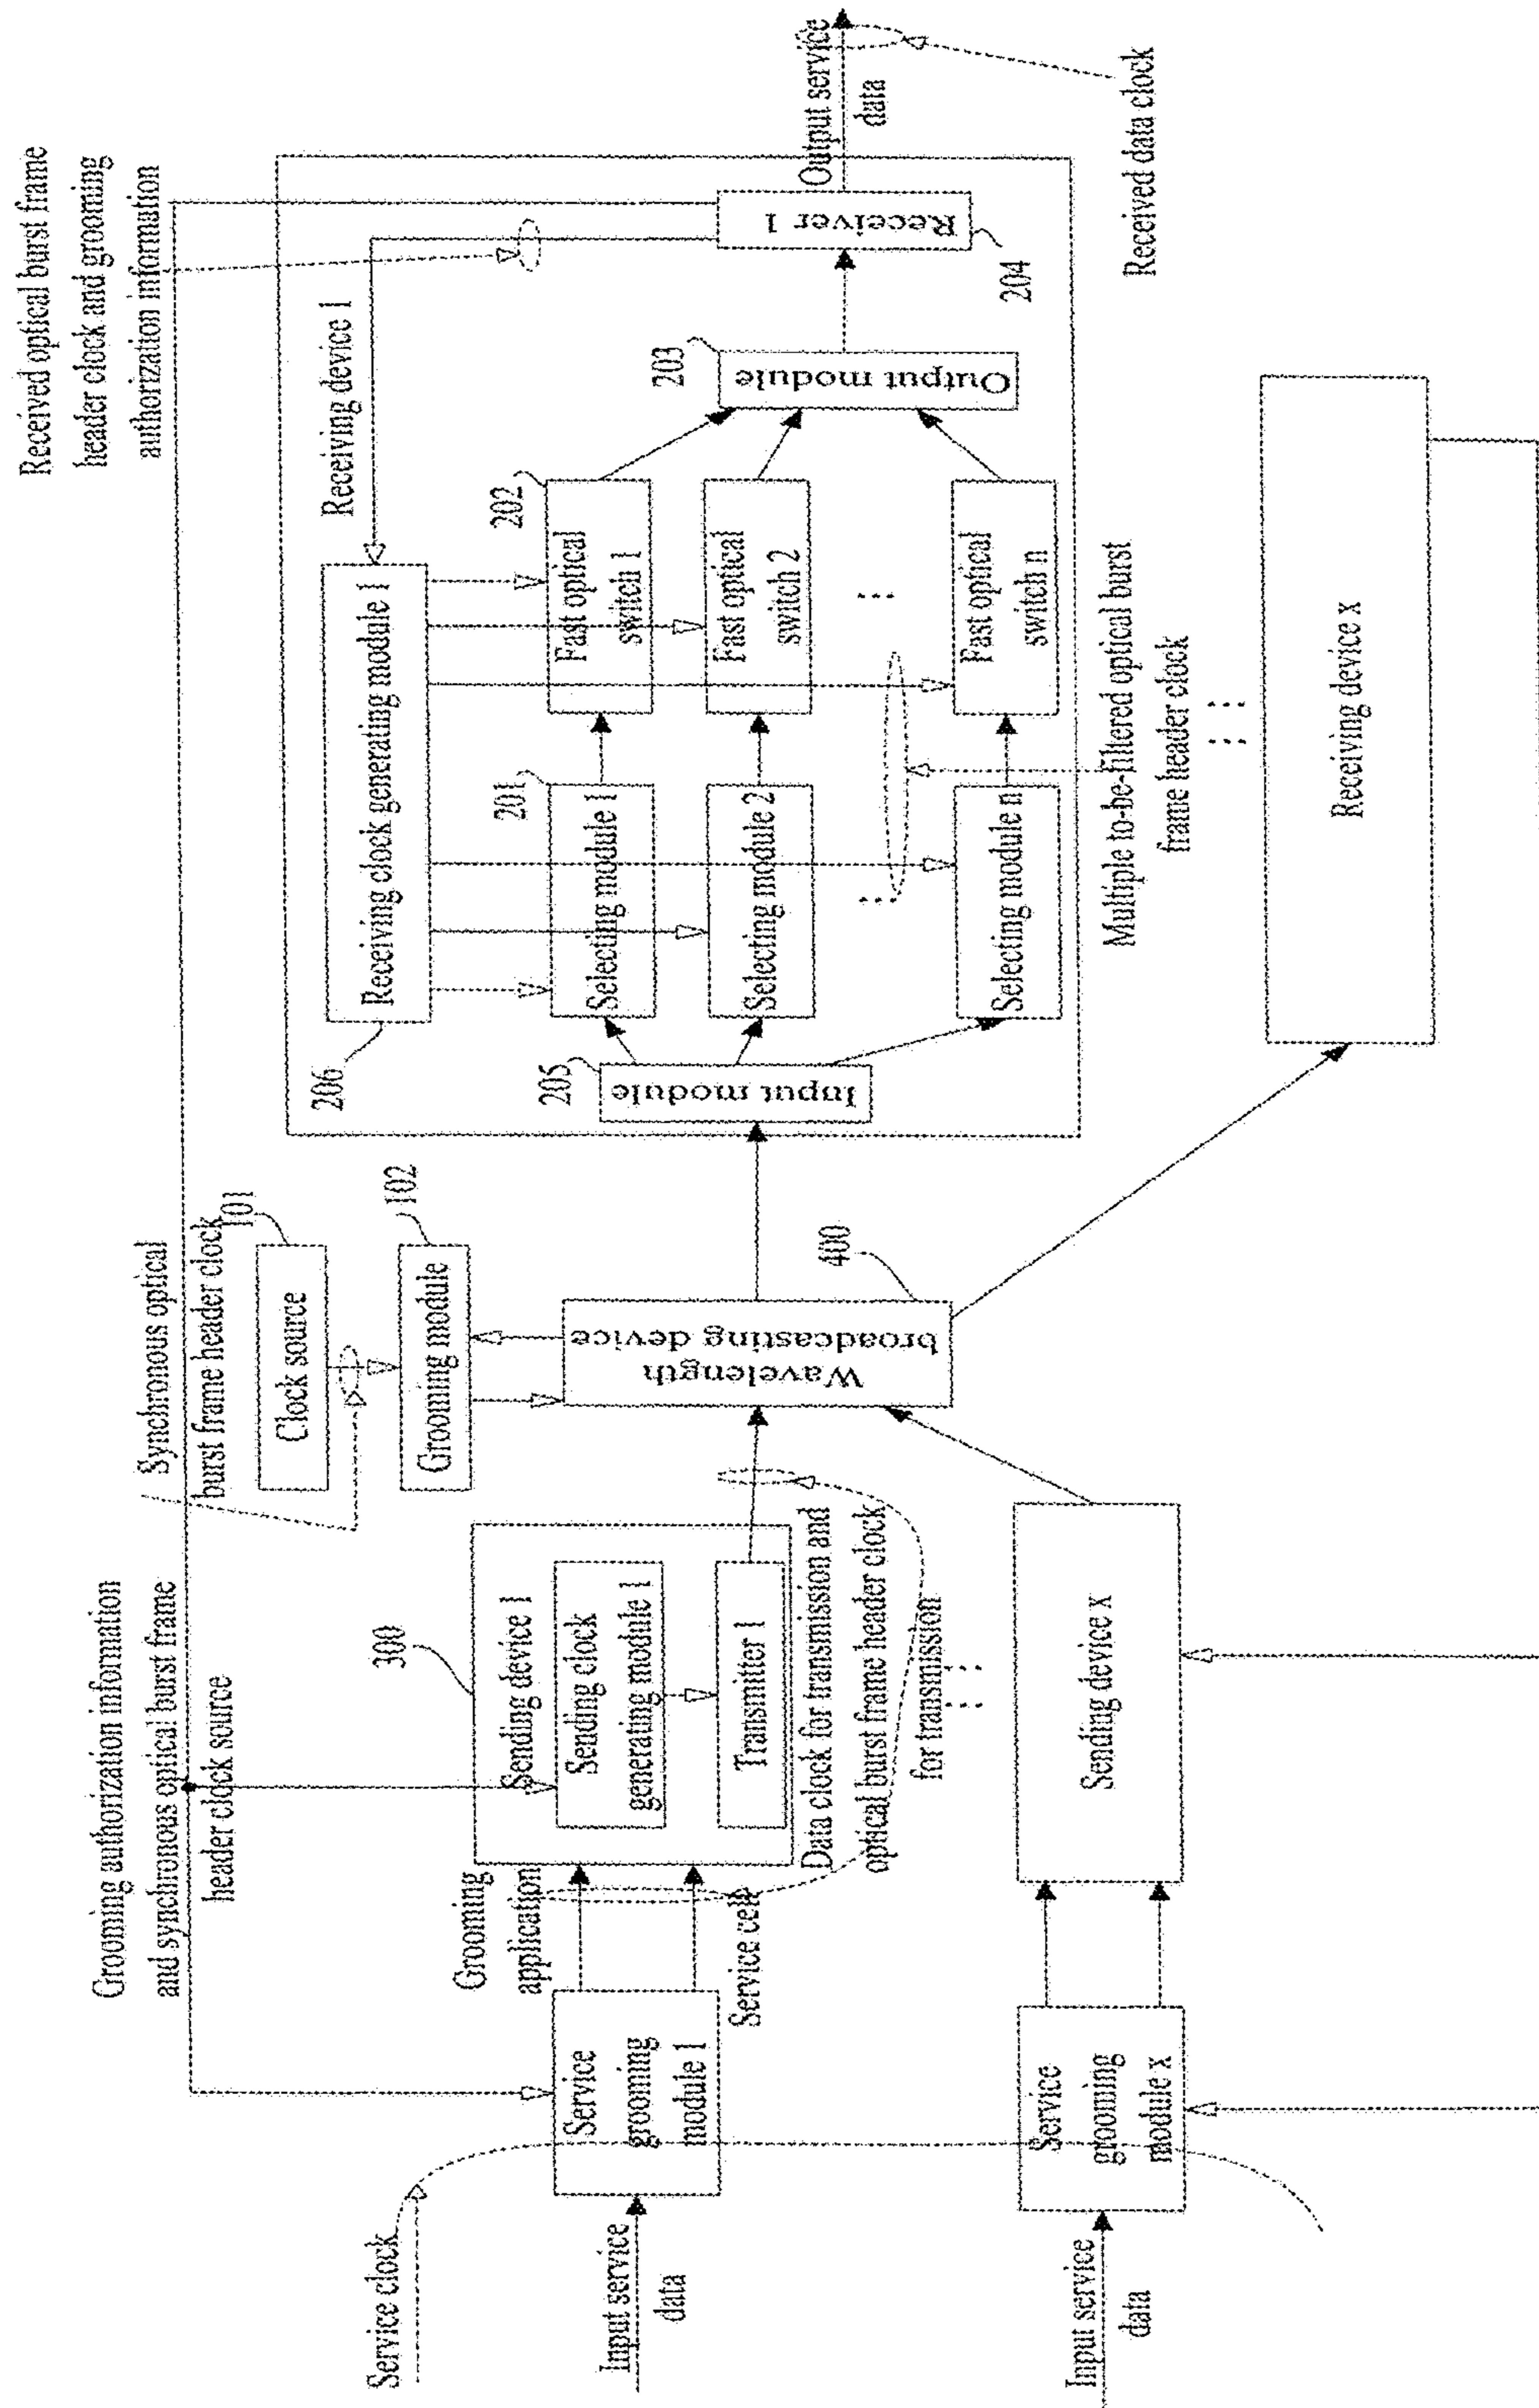 Received optical burst frame
header clock and grooming
authorization information
Grooming authorization information
and synchronous optical burst frame
header clock source
Synchronous optical
burst frame header clock
101
Clock source
102
Grooming module
Receiving device 1
206
Receiving clock generating module 1
Service clock
Input service
data
Service
grooming
module 1
Grooming
application
Service cell
300
Sending device 1
Sending clock
generating module 1
Transmitter 1
Data clock for transmission and
optical burst frame header clock
for transmission
400
Wavelength
broadcasting device
205
Input module
201
Selecting module 1
Selecting module 2
⋮
Selecting module n
202
Fast optical
switch 1
Fast optical
switch 2
⋮
Fast optical
switch n
203
Output module
Receiver 1
204
Output service
data
Received data clock
Multiple to-be-filtered optical burst
frame header clock
Input service
data
Service
grooming
module x
Sending device x
Receiving device x